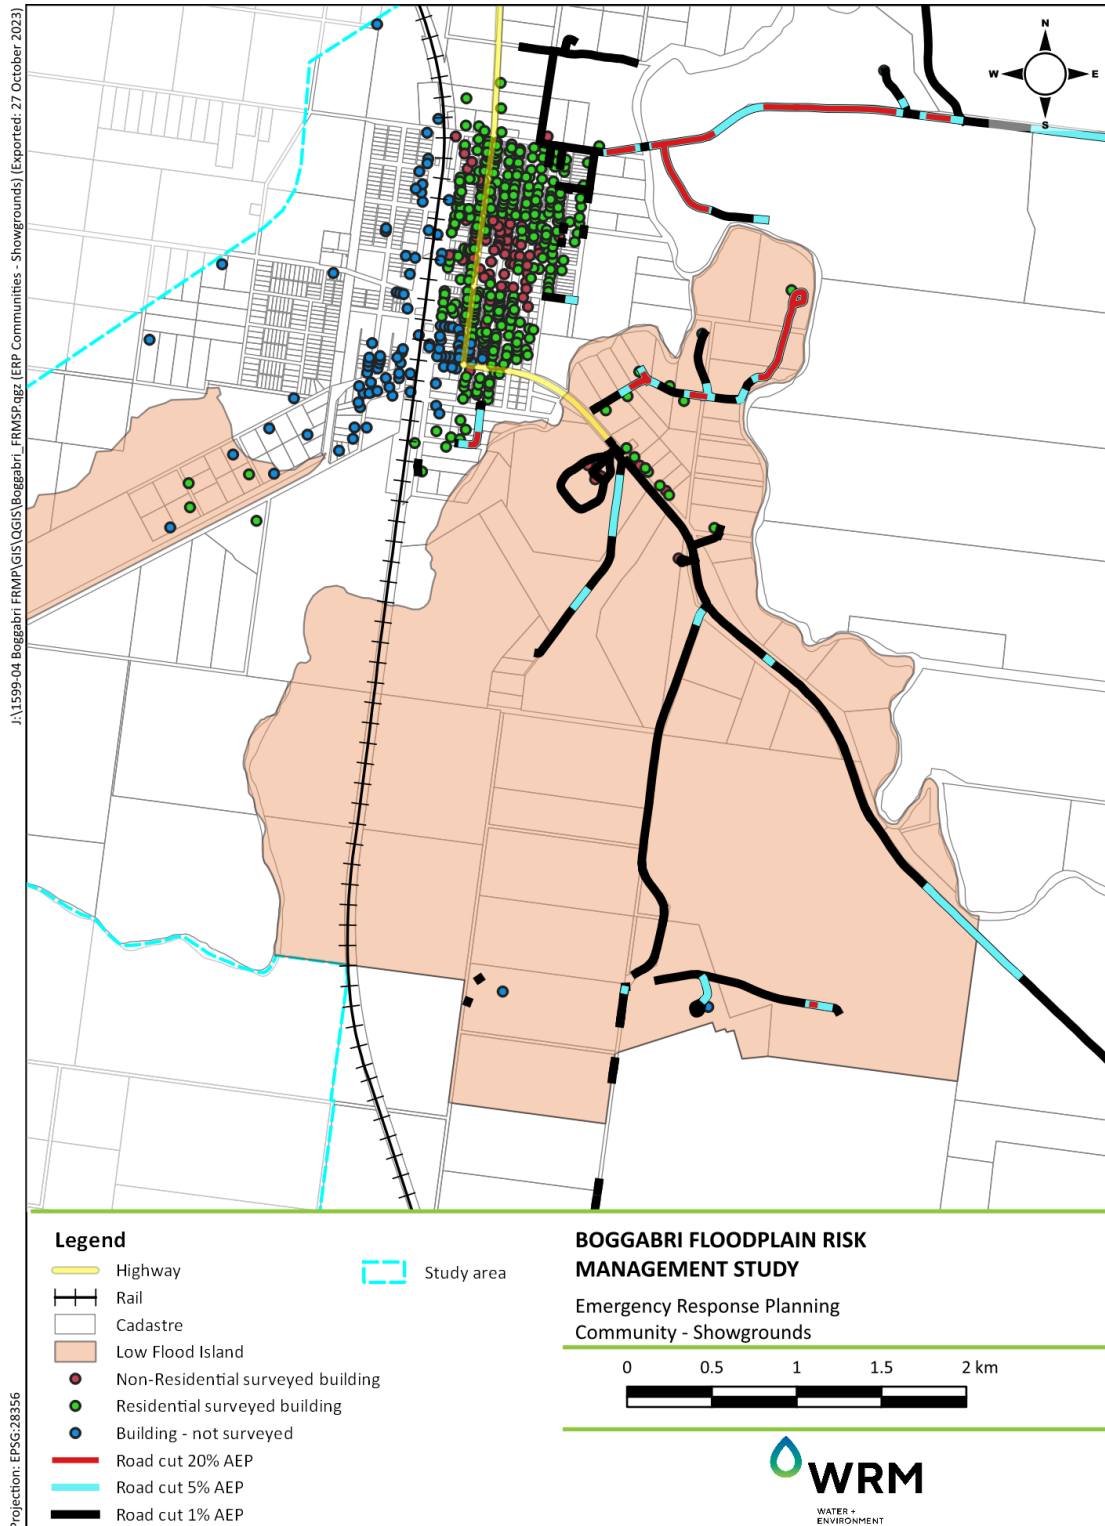 J:\1599-04 Boggabri FRMP\GIS\QGIS\Boggabri_FRMSP.qgz (ERP Communities - Showgrounds) (Exported: 27 October 2023)
Projection: EPSG:28356
N
W
E
S
Legend
Highway
Rail
Cadastre
Low Flood Island
Non-Residential surveyed building
Residential surveyed building
Building - not surveyed
Road cut 20% AEP
Road cut 5% AEP
Road cut 1% AEP
Study area
BOGGABRI FLOODPLAIN RISK
MANAGEMENT STUDY
Emergency Response Planning
Community - Showgrounds
0 0.5 1 1.5 2 km
WRM
WATER +
ENVIRONMENT